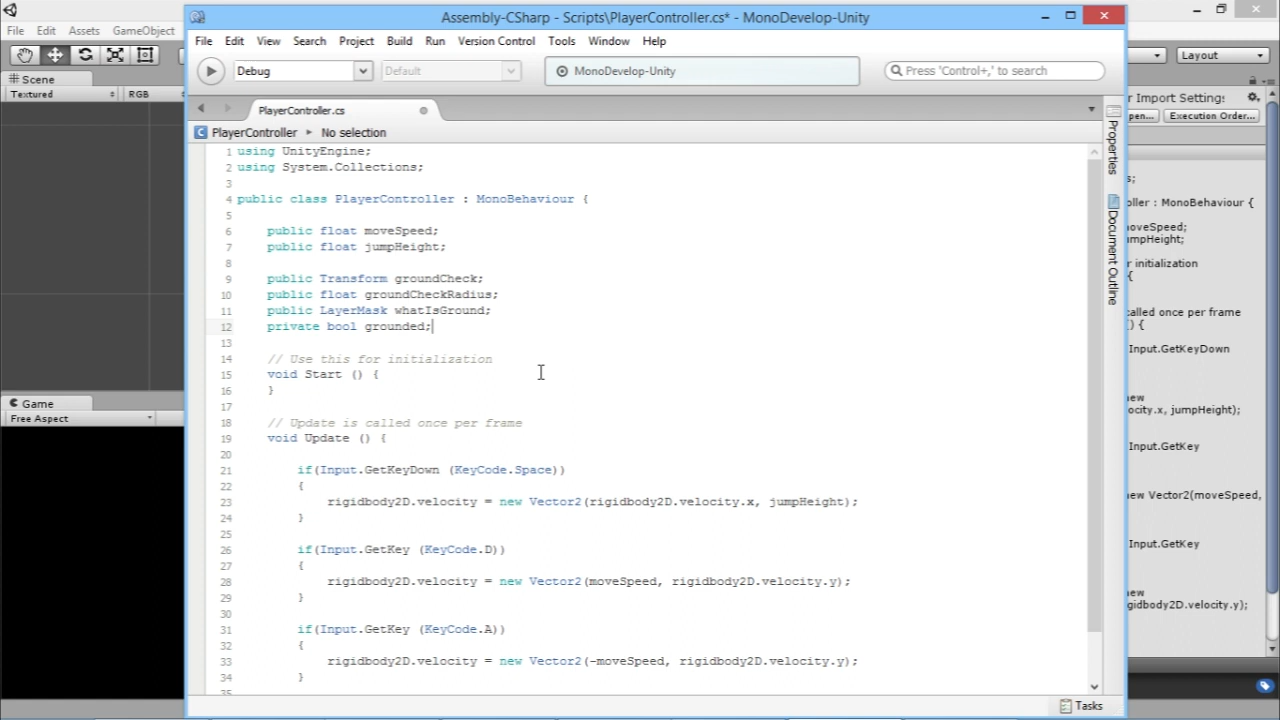 Assembly-CSharp - Scripts\PlayerController.cs* - MonoDevelop-Unity
File Edit Assets GameObject
File Edit View Search Project Build Run Version Control Tools Window Help
Layout
Debug
Default
MonoDevelop-Unity
Press 'Control+,' to search
Scene
Textured
RGB
PlayerController.cs
PlayerController ▸ No selection
1 using UnityEngine;
2 using System.Collections;
3
4 public class PlayerController : MonoBehaviour {
5
6 public float moveSpeed;
7 public float jumpHeight;
8
9 public Transform groundCheck;
10 public float groundCheckRadius;
11 public LayerMask whatIsGround;
12 private bool grounded;
13
14 // Use this for initialization
15 void Start () {
16 }
17
18 // Update is called once per frame
19 void Update () {
20
21 if(Input.GetKeyDown (KeyCode.Space))
22 {
23 rigidbody2D.velocity = new Vector2(rigidbody2D.velocity.x, jumpHeight);
24 }
25
26 if(Input.GetKey (KeyCode.D))
27 {
28 rigidbody2D.velocity = new Vector2(moveSpeed, rigidbody2D.velocity.y);
29 }
30
31 if(Input.GetKey (KeyCode.A))
32 {
33 rigidbody2D.velocity = new Vector2(-moveSpeed, rigidbody2D.velocity.y);
34 }
35
Game
Free Aspect
Properties
Document Outline
Tasks
r Import Settings
pen... Execution Order...
s;
oller : MonoBehaviour {
oveSpeed;
umpHeight;
r initialization
{
called once per frame
() {
Input.GetKeyDown
new
ocity.x, jumpHeight);
Input.GetKey
new Vector2(moveSpeed,
Input.GetKey
new
gidbody2D.velocity.y);